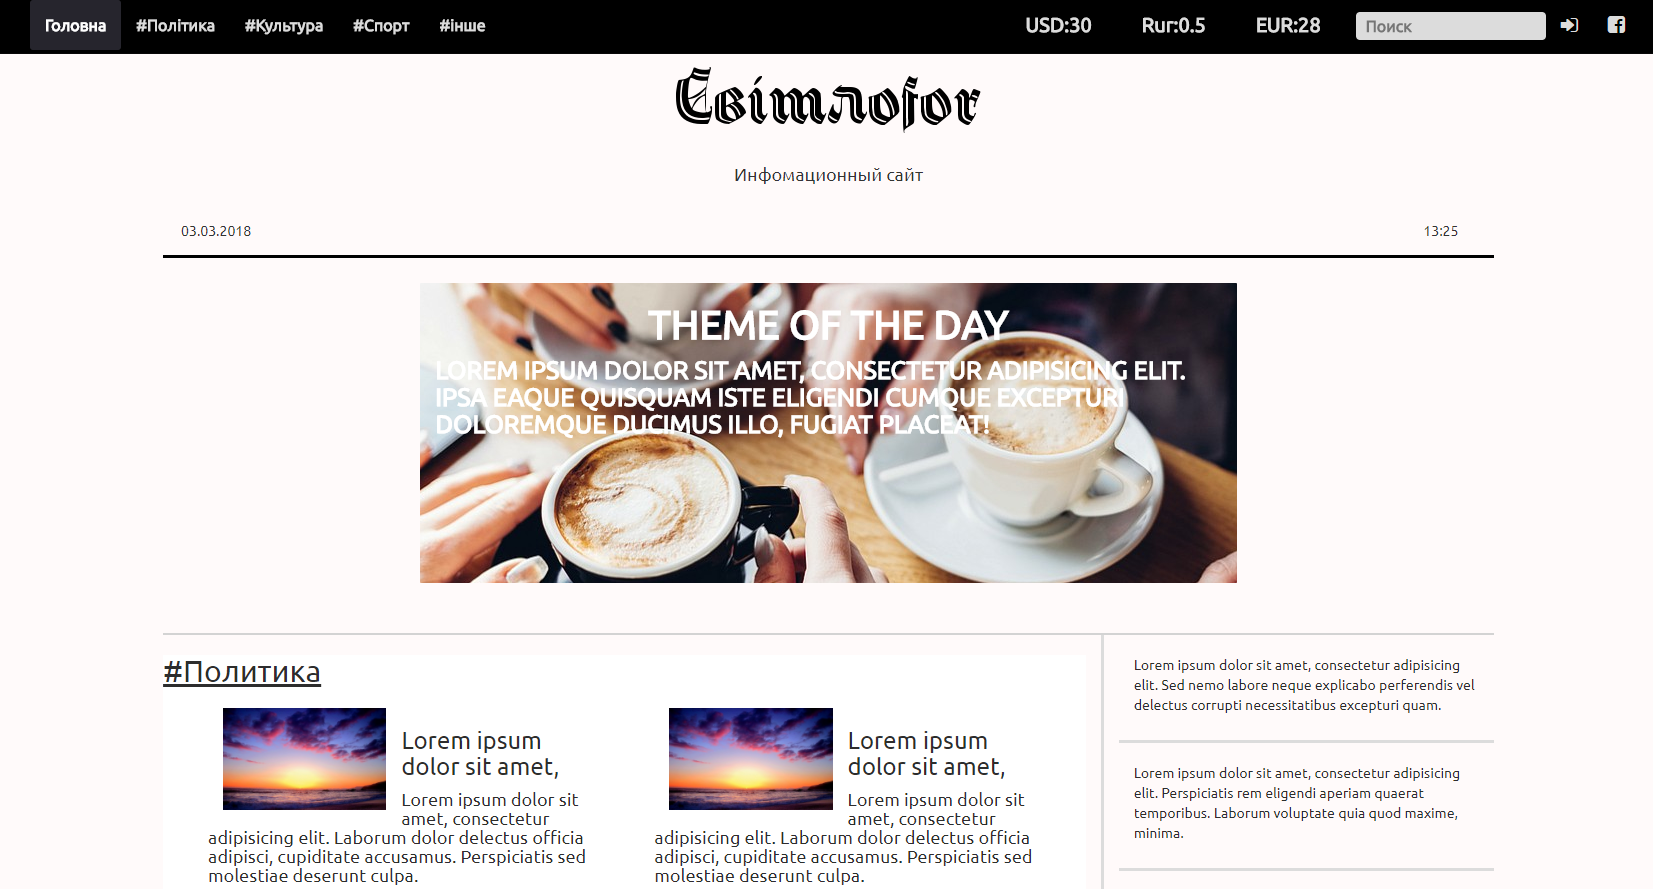 Головна #Політика #Культура #Спорт #інше USD:30 Ruг:0.5 EUR:28 Поиск
Євітлоfor
Инфомационный сайт
03.03.2018 13:25
THEME OF THE DAY
LOREM IPSUM DOLOR SIT AMET, CONSECTETUR ADIPISICING ELIT.
IPSA EAQUE QUISQUAM ISTE ELIGENDI CUMQUE EXCEPTURI
DOLOREMQUE DUCIMUS ILLO, FUGIAT PLACEAT!
#Политика
Lorem ipsum
dolor sit amet,
Lorem ipsum dolor sit
amet, consectetur
adipisicing elit. Laborum dolor delectus officia
adipisci, cupiditate accusamus. Perspiciatis sed
molestiae deserunt culpa.
Lorem ipsum
dolor sit amet,
Lorem ipsum dolor sit
amet, consectetur
adipisicing elit. Laborum dolor delectus officia
adipisci, cupiditate accusamus. Perspiciatis sed
molestiae deserunt culpa.
Lorem ipsum dolor sit amet, consectetur adipisicing
elit. Sed nemo labore neque explicabo perferendis vel
delectus corrupti necessitatibus excepturi quam.
Lorem ipsum dolor sit amet, consectetur adipisicing
elit. Perspiciatis rem eligendi aperiam quaerat
temporibus. Laborum voluptate quia quod maxime,
minima.